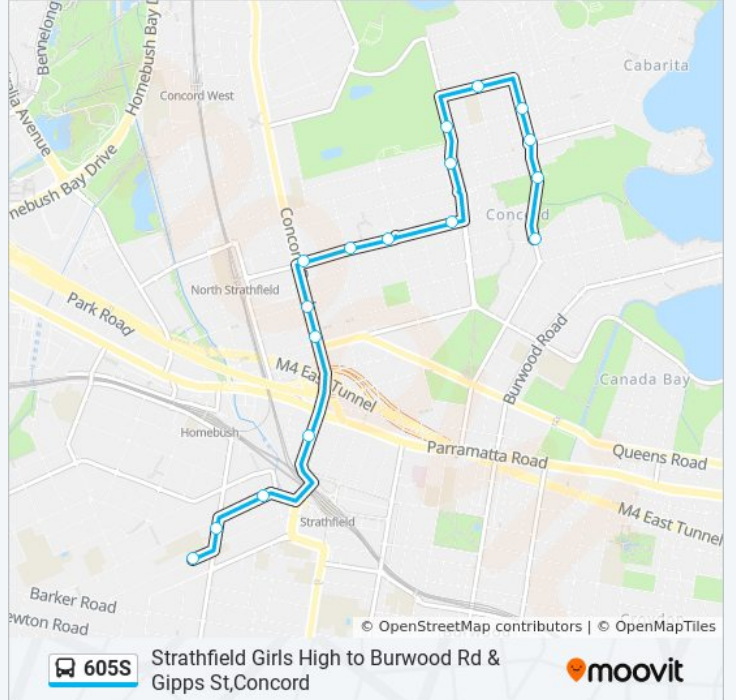 Bennelong
Homebush Bay D
Concord West
Cabarita
alia Avenue
mebush Bay Drive
Concord
Concor
North Strathfield
Park Road
M4 East Tunnel
Burwood Road
Canada Bay
Homebush
Parramatta Road
Queens Road
M4 East Tunnel
Strathfield
Barker Road
ewton Road
© OpenStreetMap contributors | © OpenMapTiles
605S
Strathfield Girls High to Burwood Rd &
Gipps St,Concord
moovit